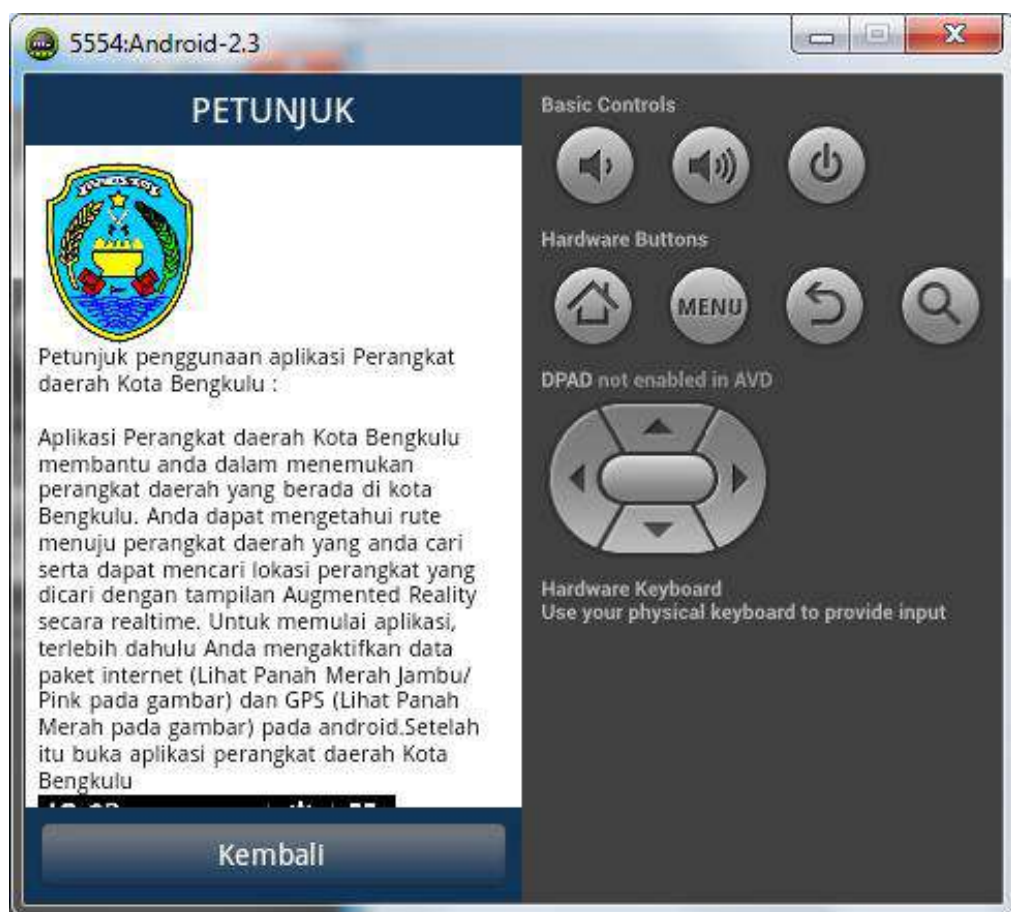 5554:Android-2.3
PETUNJUK
Petunjuk penggunaan aplikasi Perangkat
daerah Kota Bengkulu :
Aplikasi Perangkat daerah Kota Bengkulu
membantu anda dalam menemukan
perangkat daerah yang berada di kota
Bengkulu. Anda dapat mengetahui rute
menuju perangkat daerah yang anda cari
serta dapat mencari lokasi perangkat yang
dicari dengan tampilan Augmented Reality
secara realtime. Untuk memulai aplikasi,
terlebih dahulu Anda mengaktifkan data
paket internet (Lihat Panah Merah Jambu/
Pink pada gambar) dan GPS (Lihat Panah
Merah pada gambar) pada android.Setelah
itu buka aplikasi perangkat daerah Kota
Bengkulu
Kembali
Basic Controls
Hardware Buttons
MENU
DPAD not enabled in AVD
Hardware Keyboard
Use your physical keyboard to provide input